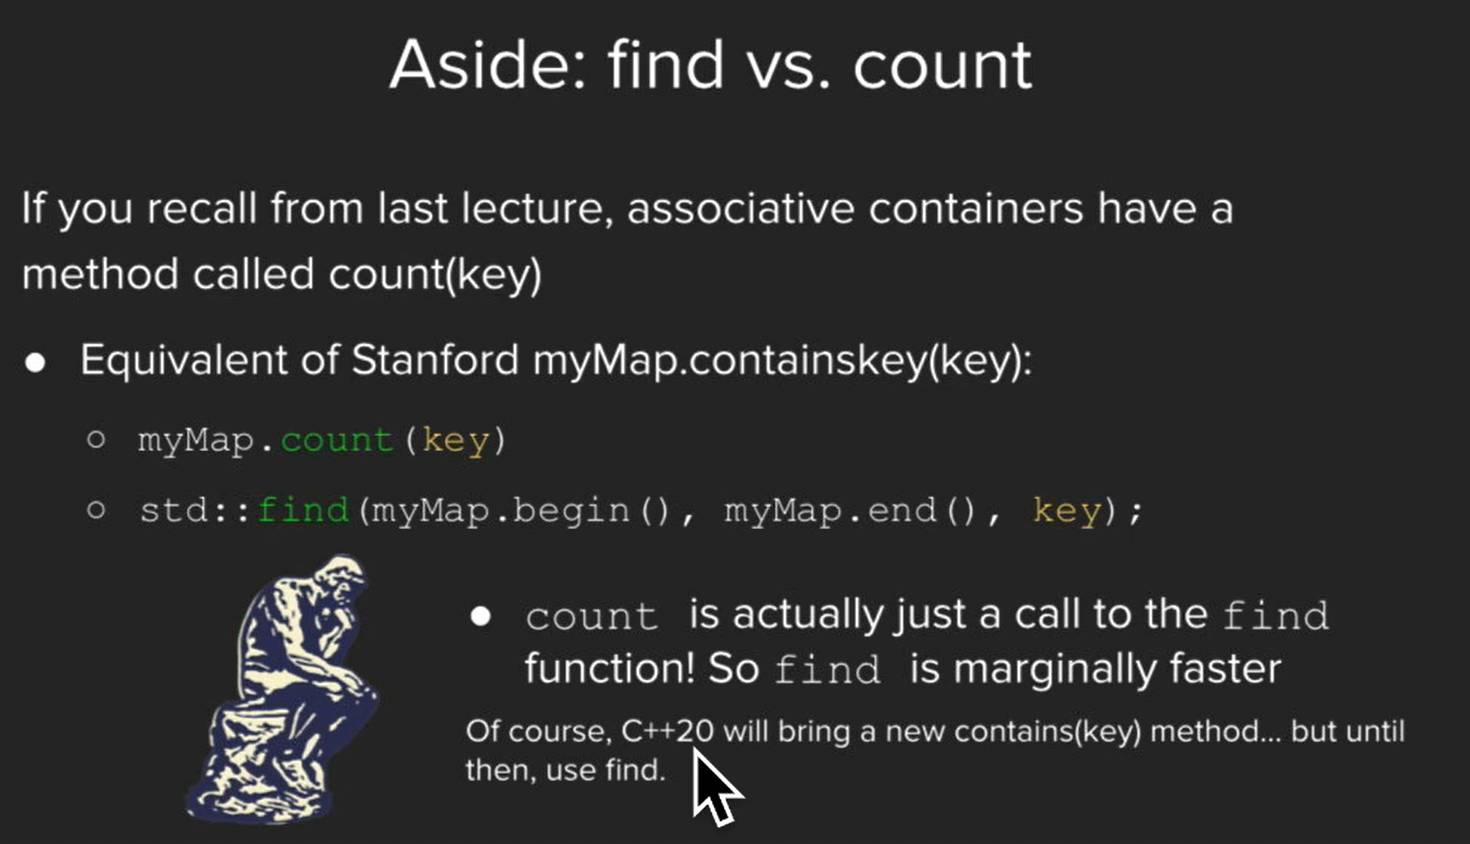 Aside: find vs. count
If you recall from last lecture, associative containers have a
method called count(key)
● Equivalent of Stanford myMap.containskey(key):
○ myMap.count(key)
○ std::find(myMap.begin(), myMap.end(), key);
● count is actually just a call to the find
function! So find is marginally faster
Of course, C++20 will bring a new contains(key) method... but until
then, use find.